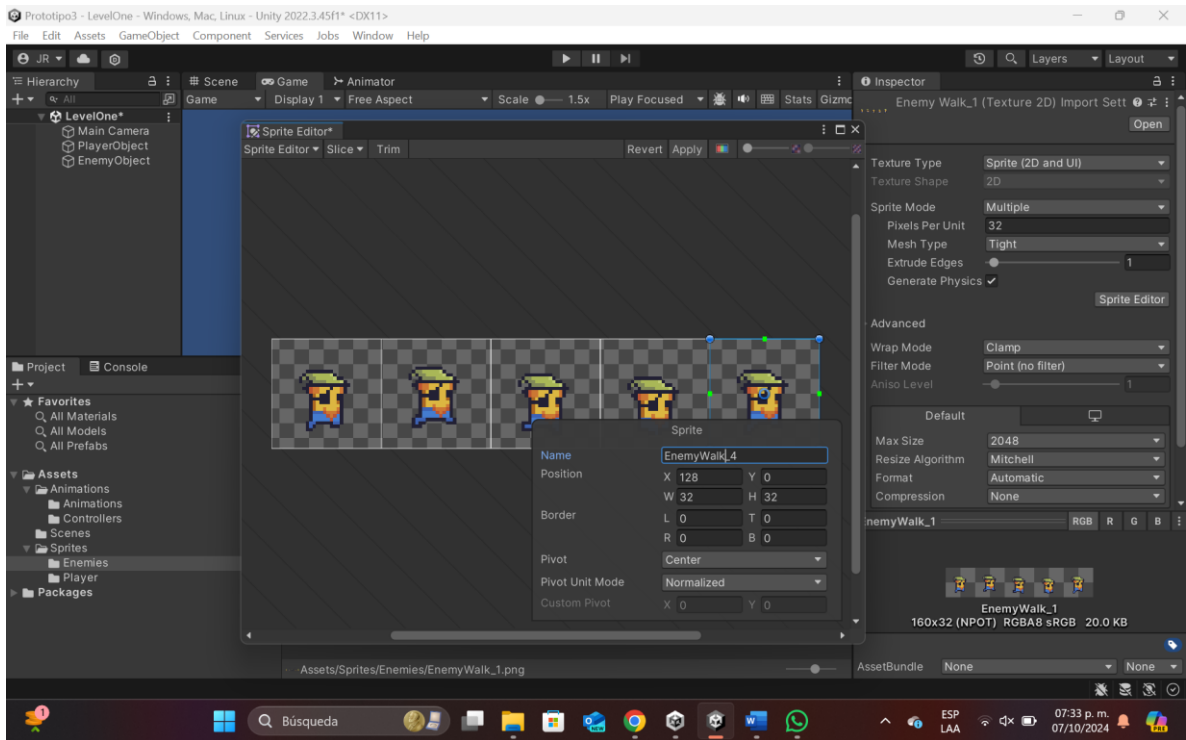 Prototipo3 - LevelOne - Windows, Mac, Linux - Unity 2022.3.45f1* <DX11>
File Edit Assets GameObject Component Services Jobs Window Help
JR Layers Layout
Hierarchy Scene Game Animator Inspector
All Game Display 1 Free Aspect Scale 1.5x Play Focused Stats Gizmo
Enemy Walk_1 (Texture 2D) Import Sett
Open
LevelOne*
Main Camera
PlayerObject
EnemyObject
Sprite Editor*
Sprite Editor Slice Trim Revert Apply
Texture Type Sprite (2D and UI)
Texture Shape 2D
Sprite Mode Multiple
Pixels Per Unit 32
Mesh Type Tight
Extrude Edges 1
Generate Physics
Sprite Editor
Advanced
Wrap Mode Clamp
Filter Mode Point (no filter)
Aniso Level 1
Default
Max Size 2048
Resize Algorithm Mitchell
Format Automatic
Compression None
Project Console
Favorites
All Materials
All Models
All Prefabs
Assets
Animations
Animations
Controllers
Scenes
Sprites
Enemies
Player
Packages
Sprite
Name EnemyWalk_4
Position X 128 Y 0
W 32 H 32
Border L 0 T 0
R 0 B 0
Pivot Center
Pivot Unit Mode Normalized
Custom Pivot X 0 Y 0
nemyWalk_1 RGB R G B
EnemyWalk_1
160x32 (NPOT) RGBA8 sRGB 20.0 KB
Assets/Sprites/Enemies/EnemyWalk_1.png
AssetBundle None None
1 Búsqueda ESP 07:33 p. m.
LAA 07/10/2024